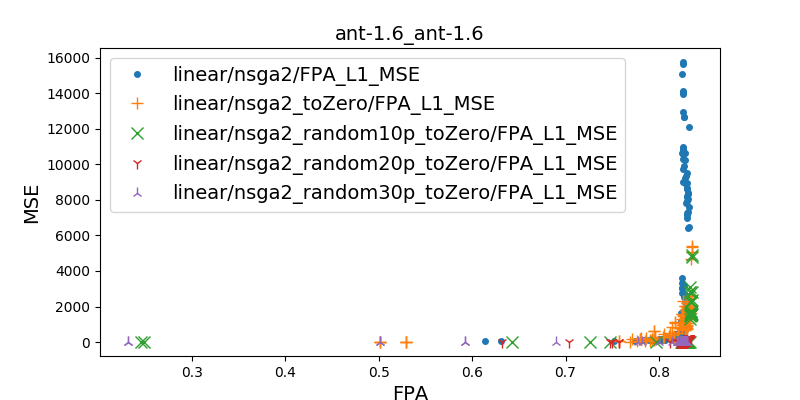 ant-1.6_ant-1.6
16000
14000
12000
10000
8000
6000
4000
2000
0
MSE
linear/nsga2/FPA_L1_MSE
linear/nsga2_toZero/FPA_L1_MSE
linear/nsga2_random10p_toZero/FPA_L1_MSE
linear/nsga2_random20p_toZero/FPA_L1_MSE
linear/nsga2_random30p_toZero/FPA_L1_MSE
0.3 0.4 0.5 0.6 0.7 0.8
FPA